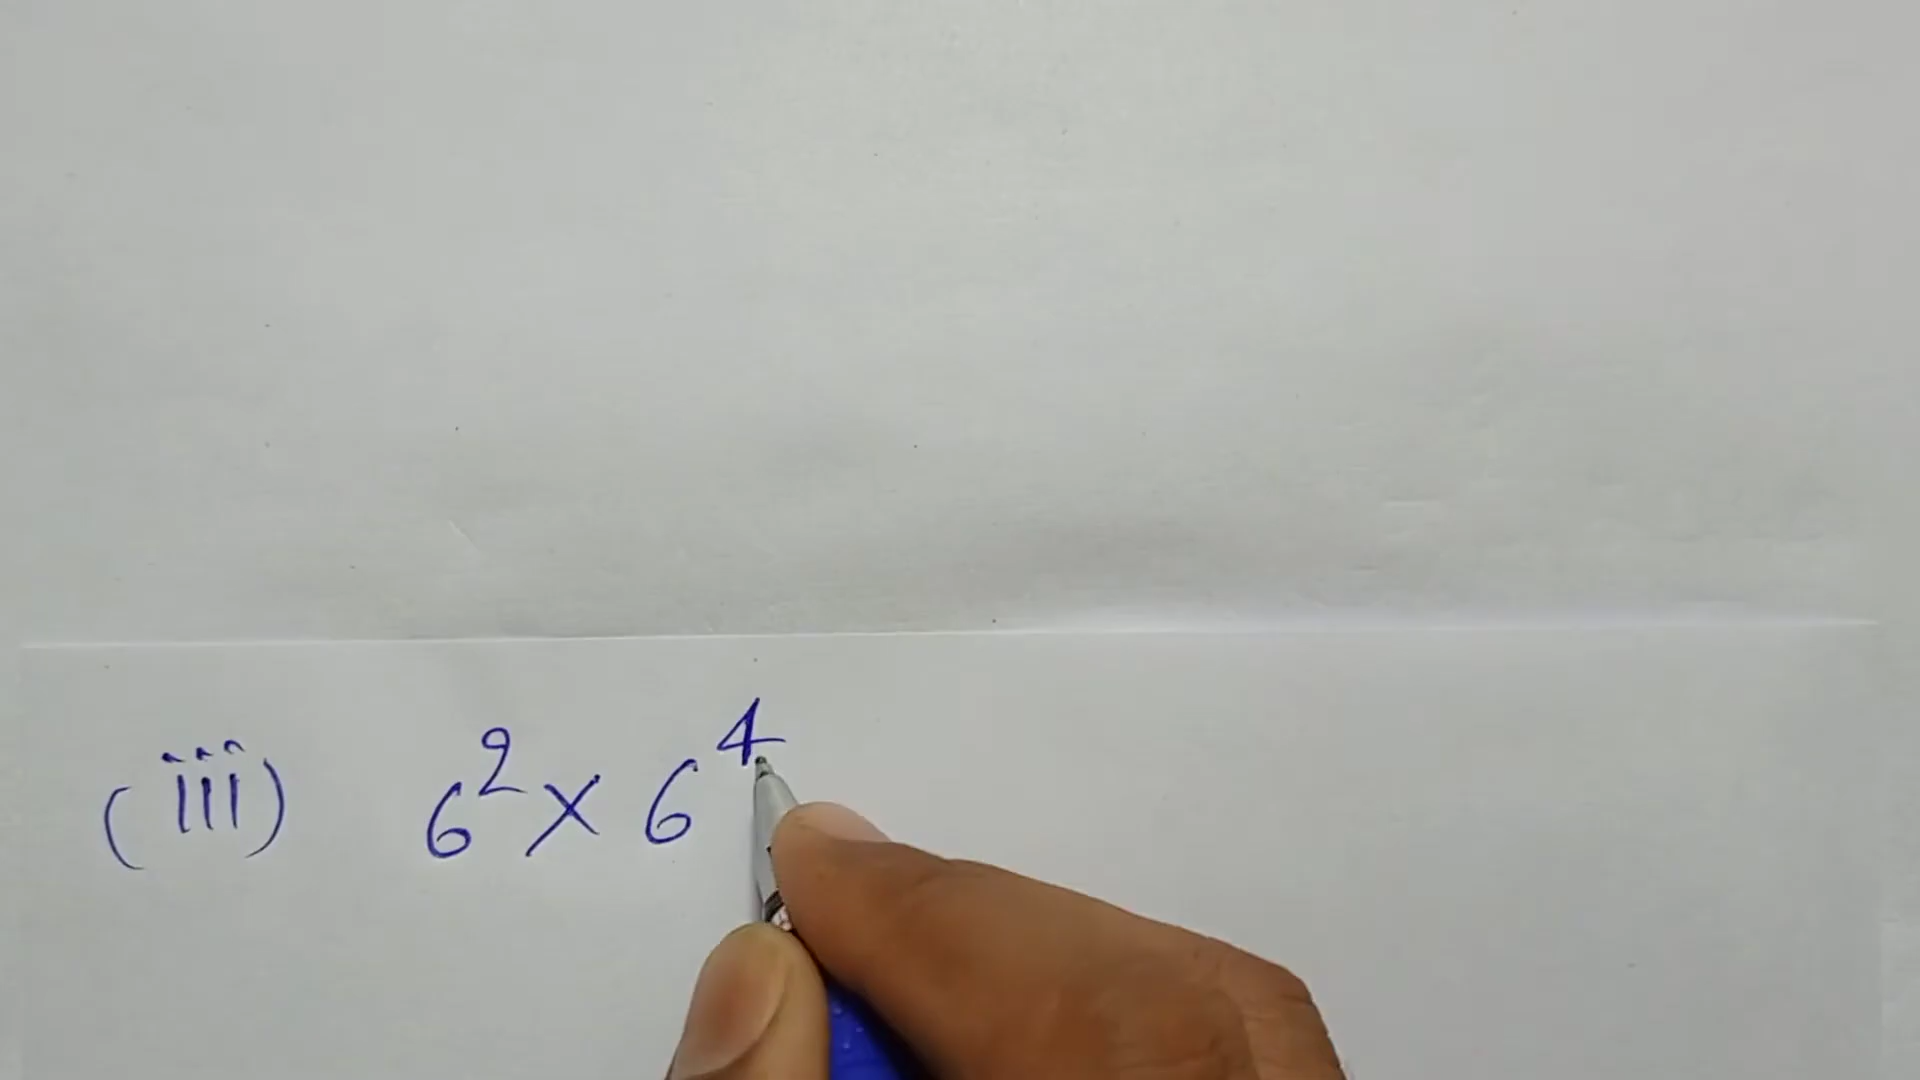 (iii) 6² × 6⁴